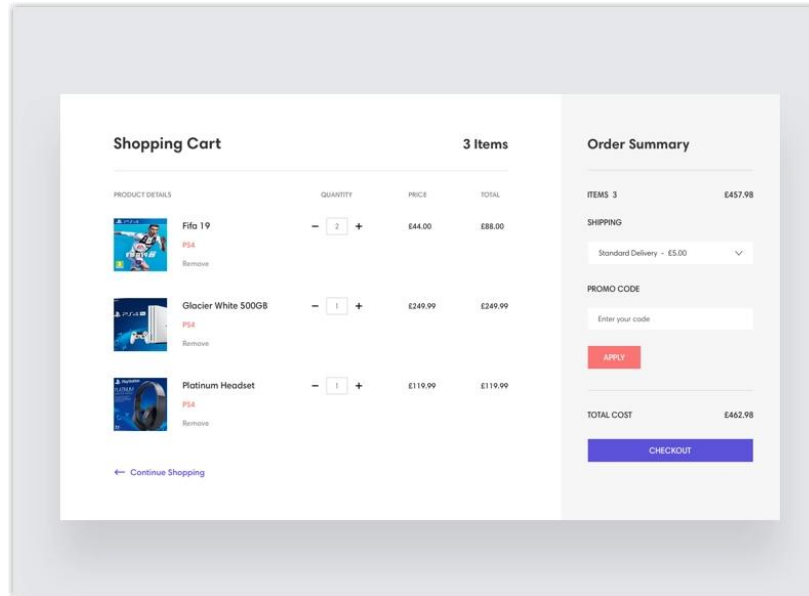 Shopping Cart
3 Items
PRODUCT DETAILS QUANTITY PRICE TOTAL
Fifa 19
PS4
Remove
− 2 + £44.00 £88.00
Glacier White 500GB
PS4
Remove
− 1 + £249.99 £249.99
Platinum Headset
PS4
Remove
− 1 + £119.99 £119.99
← Continue Shopping
Order Summary
ITEMS 3 £457.98
SHIPPING
Standard Delivery - £5.00
PROMO CODE
Enter your code
APPLY
TOTAL COST £462.98
CHECKOUT